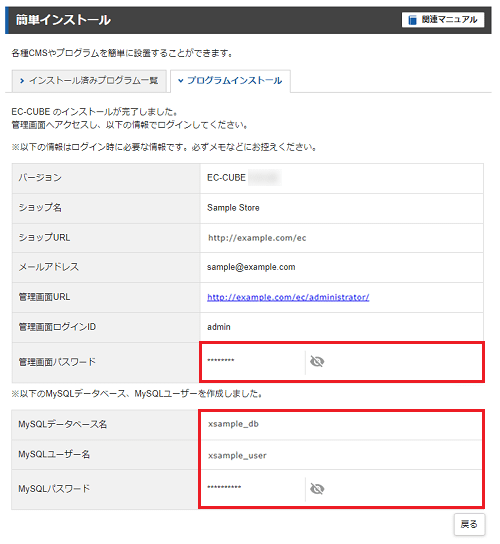 簡単インストール
関連マニュアル
各種CMSやプログラムを簡単に設置することができます。
インストール済みプログラム一覧
プログラムインストール
EC-CUBE のインストールが完了しました。
管理画面へアクセスし、以下の情報でログインしてください。
※以下の情報はログイン時に必要な情報です。必ずメモなどにお控えください。
バージョン EC-CUBE
ショップ名 Sample Store
ショップURL http://example.com/ec
メールアドレス sample@example.com
管理画面URL http://example.com/ec/administrator/
管理画面ログインID admin
管理画面パスワード ********
※以下のMySQLデータベース、MySQLユーザーを作成しました。
MySQLデータベース名 xsample_db
MySQLユーザー名 xsample_user
MySQLパスワード **********
戻る